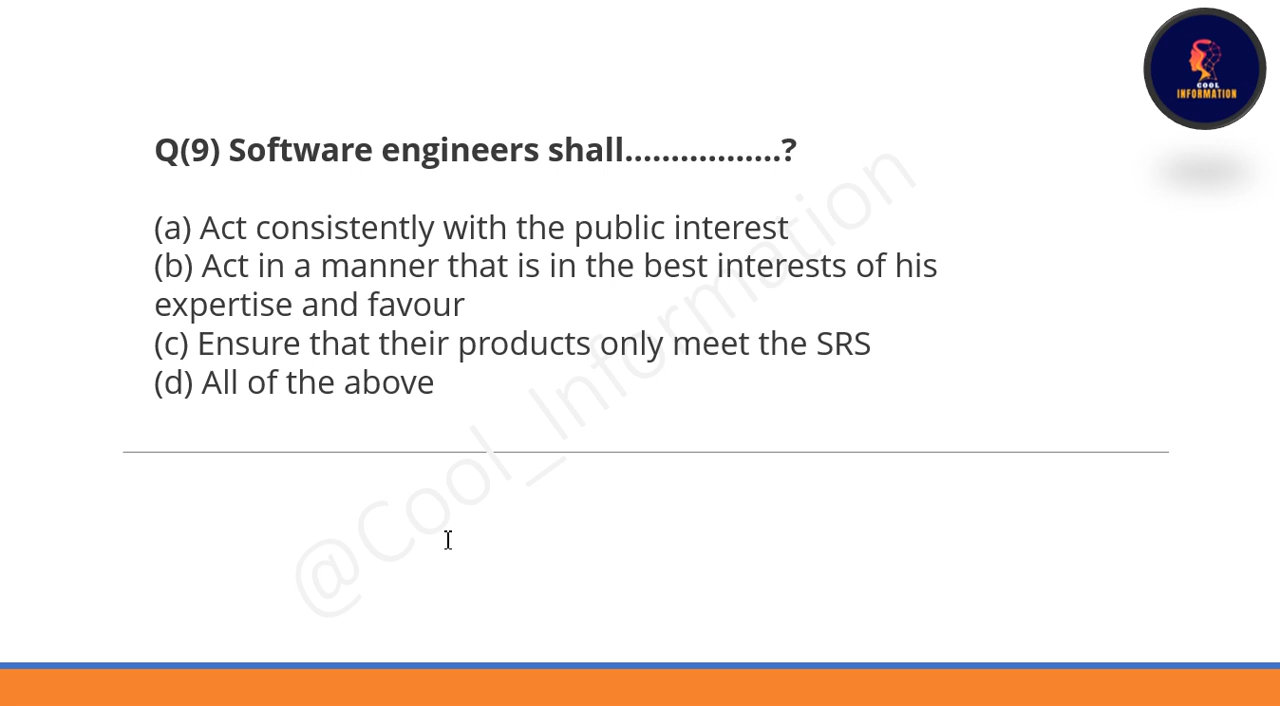 COOL
INFORMATION
Q(9) Software engineers shall.................?
(a) Act consistently with the public interest
(b) Act in a manner that is in the best interests of his
expertise and favour
(c) Ensure that their products only meet the SRS
(d) All of the above
@Cool_Information